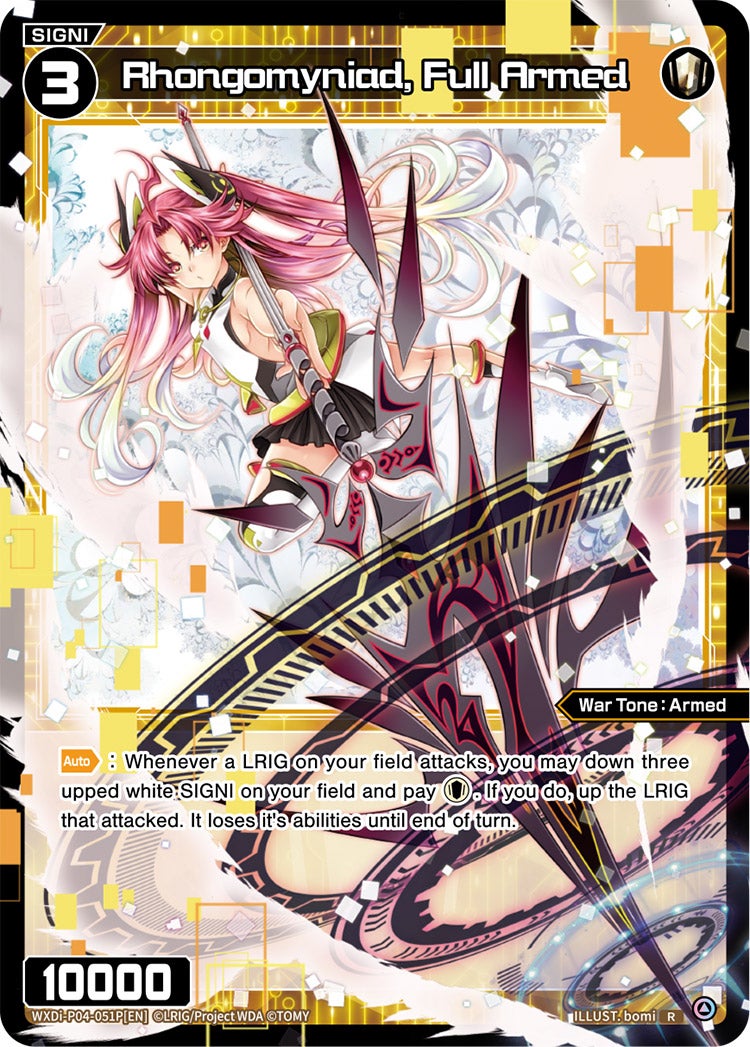 SIGNI
3 Rhongomyniad, Full Armed
War Tone : Armed
Auto : Whenever a LRIG on your field attacks, you may down three
upped white SIGNI on your field and pay . If you do, up the LRIG
that attacked. It loses it's abilities until end of turn.
10000
WXDi-P04-051P[EN] ©LRIG/Project WDA ©TOMY ILLUST. bomi R